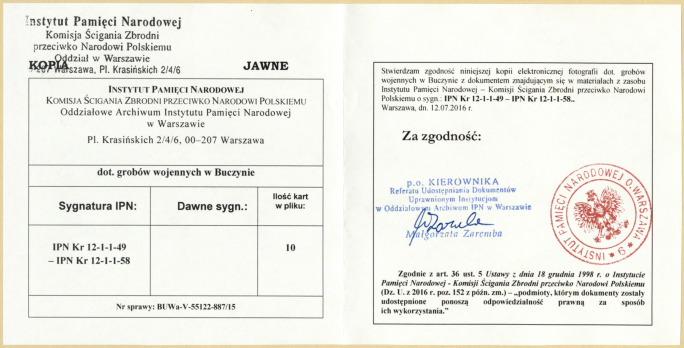 Instytut Pamięci Narodowej
Komisja Ścigania Zbrodni
przeciwko Narodowi Polskiemu
Oddział w Warszawie
00-207 Warszawa, Pl. Krasińskich 2/4/6
KOPIA
JAWNE
INSTYTUT PAMIĘCI NARODOWEJ
KOMISJA ŚCIGANIA ZBRODNI PRZECIWKO NARODOWI POLSKIEMU
Oddziałowe Archiwum Instytutu Pamięci Narodowej
w Warszawie
Pl. Krasińskich 2/4/6, 00–207 Warszawa
dot. grobów wojennych w Buczynie
Sygnatura IPN:
Dawne sygn.:
Ilość kart
w pliku:
IPN Kr 12-1-1-49
– IPN Kr 12-1-1-58
10
Nr sprawy: BUWa-V-55122-887/15
Stwierdzam zgodność niniejszej kopii elektronicznej fotografii dot. grobów
wojennych w Buczynie z dokumentem znajdującym się w materiałach z zasobu
Instytutu Pamięci Narodowej – Komisji Ścigania Zbrodni przeciwko Narodowi
Polskiemu o sygn.: IPN Kr 12-1-1-49 – IPN Kr 12-1-1-58..
Warszawa, dn. 12.07.2016 r.
Za zgodność:
p.o. KIEROWNIKA
Referatu Udostępniania Dokumentów
Uprawnionym Instytucjom
w Oddziałowym Archiwum IPN w Warszawie
Małgorzata Zaremba
INSTYTUT PAMIĘCI NARODOWEJ O.WARSZAWA
* 9 *
Zgodnie z art. 36 ust. 5 Ustawy z dnia 18 grudnia 1998 r. o Instytucie
Pamięci Narodowej - Komisji Ścigania Zbrodni przeciwko Narodowi Polskiemu
(Dz. U. z 2016 r. poz. 152 z późn. zm.) – „podmioty, którym dokumenty zostały
udostępnione ponoszą odpowiedzialność prawną za sposób
ich wykorzystania.”